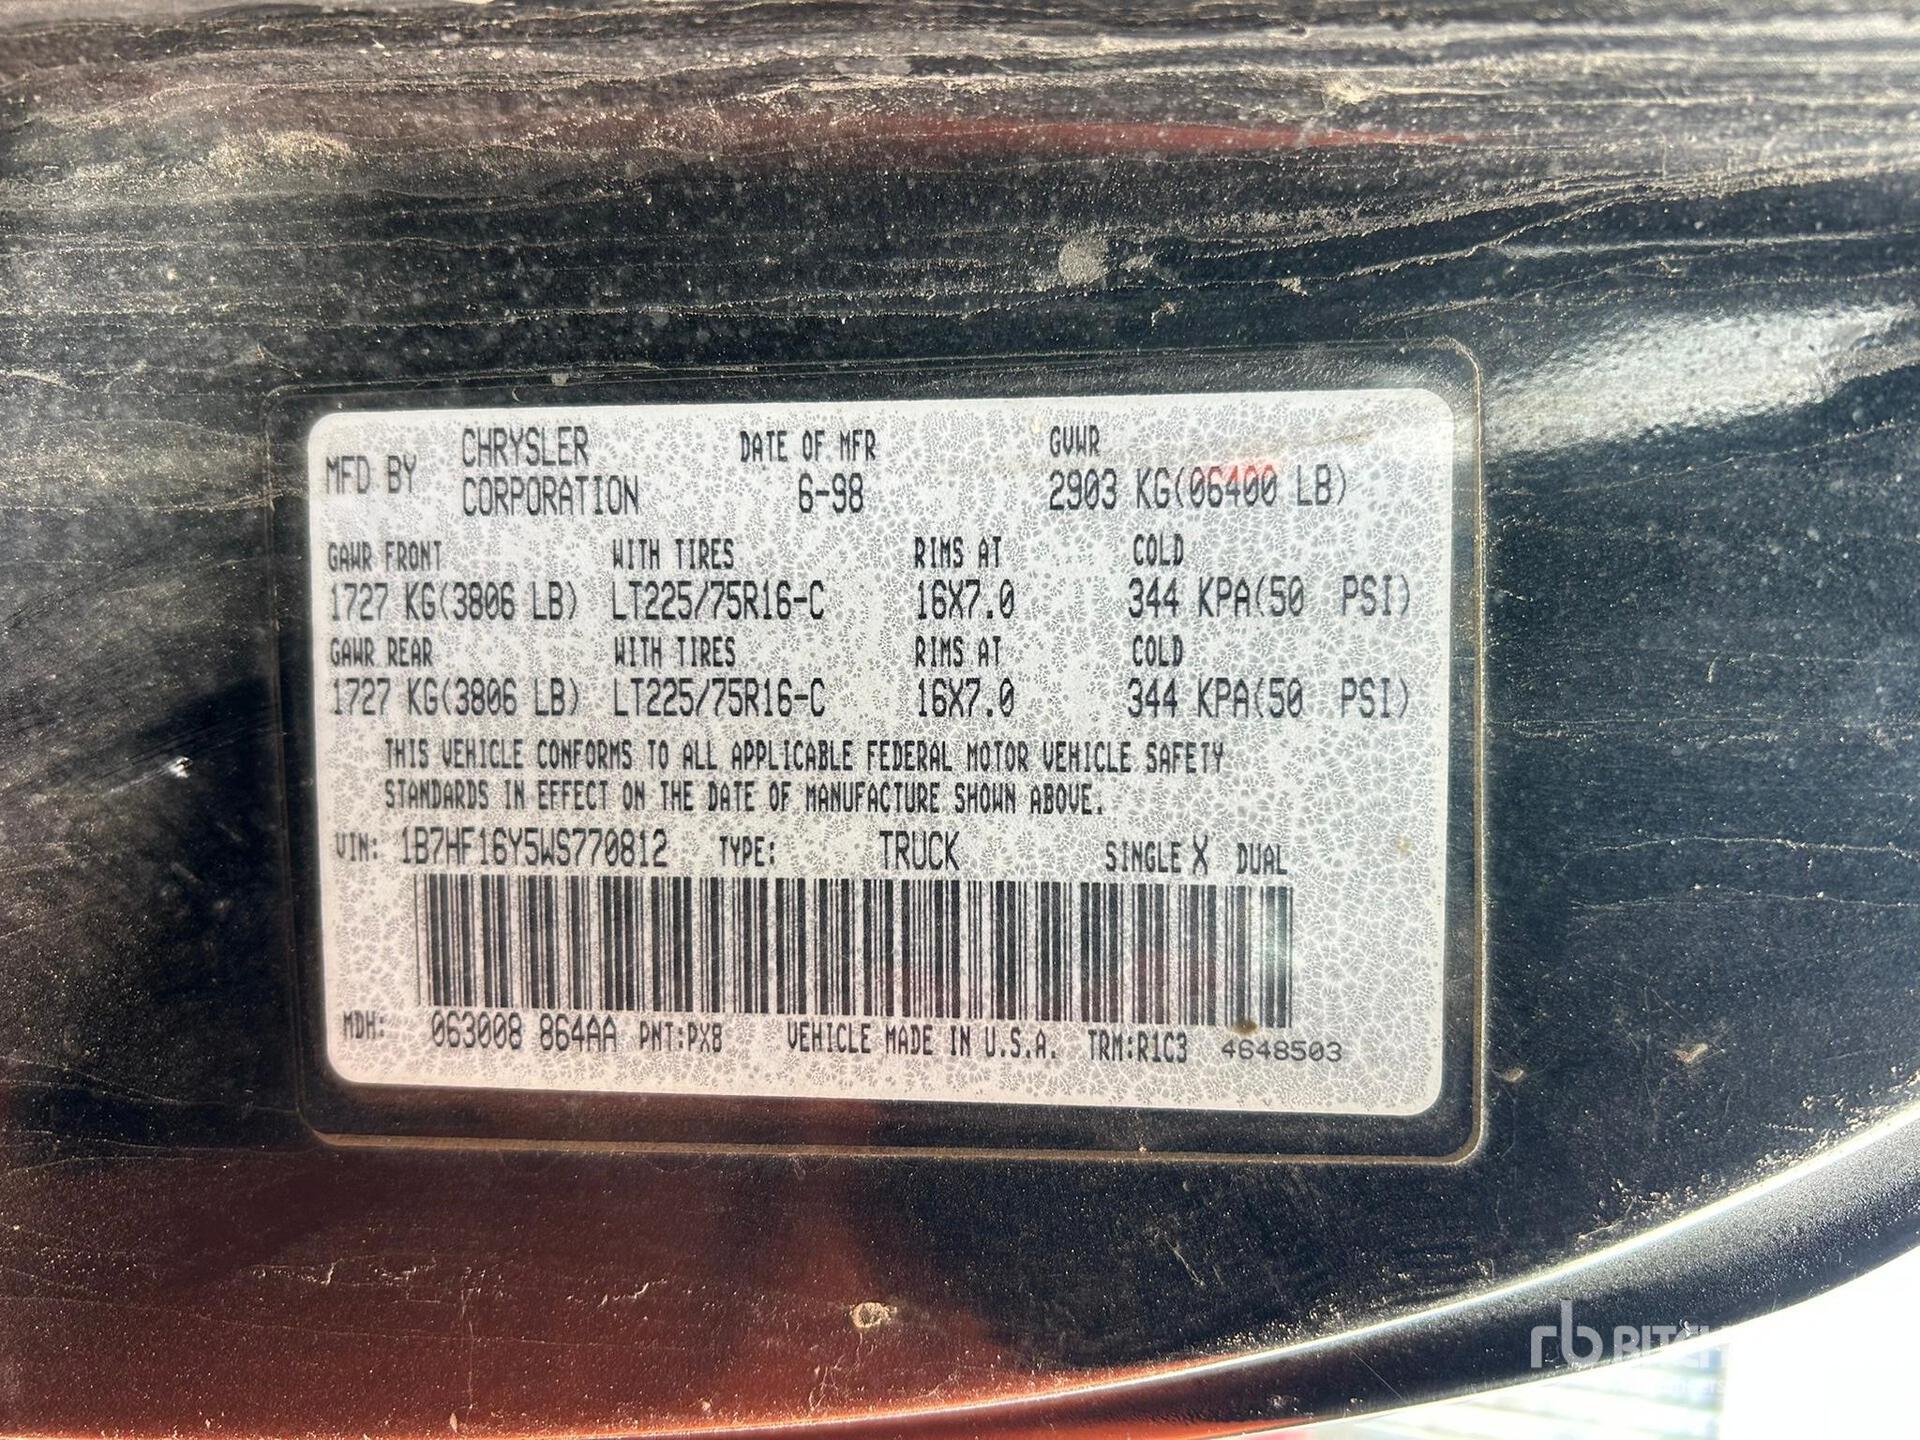 MFD BY CHRYSLER CORPORATION DATE OF MFR 6-98 GVWR 2903 KG(06400 LB)
GAWR FRONT WITH TIRES RIMS AT COLD
1727 KG(3806 LB) LT225/75R16-C 16X7.0 344 KPA(50 PSI)
GAWR REAR WITH TIRES RIMS AT COLD
1727 KG(3806 LB) LT225/75R16-C 16X7.0 344 KPA(50 PSI)
THIS VEHICLE CONFORMS TO ALL APPLICABLE FEDERAL MOTOR VEHICLE SAFETY
STANDARDS IN EFFECT ON THE DATE OF MANUFACTURE SHOWN ABOVE.
VIN: 1B7HF16Y5WS770812 TYPE: TRUCK SINGLE X DUAL
MDH: 063008 864AA PNT:PX8 VEHICLE MADE IN U.S.A. TRM:R1C3 4648503
rb